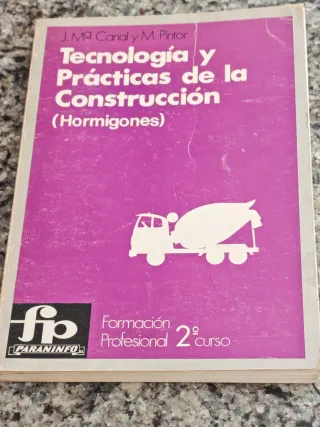 J. Mª Canal y M. Pintor
Tecnología y
Prácticas de la
Construcción
(Hormigones)
Formación
Profesional 2º curso
fp
PARANINFO